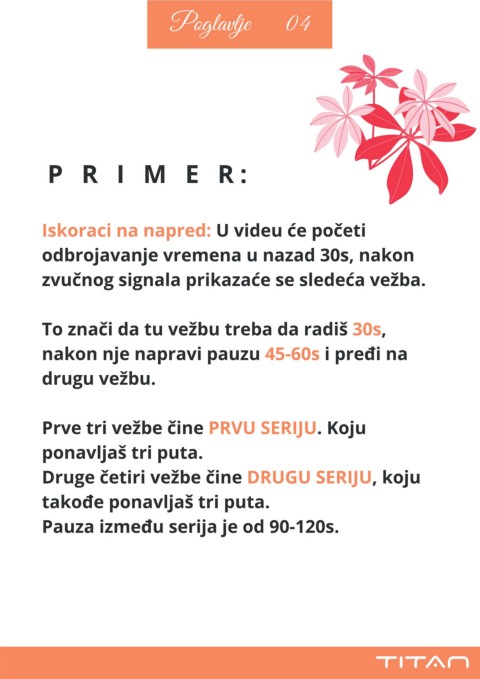 Poglavlje 04
P R I M E R:
Iskoraci na napred: U videu će početi
odbrojavanje vremena u nazad 30s, nakon
zvučnog signala prikazaće se sledeća vežba.
To znači da tu vežbu treba da radiš 30s,
nakon nje napravi pauzu 45-60s i pređi na
drugu vežbu.
Prve tri vežbe čine PRVU SERIJU. Koju
ponavljaš tri puta.
Druge četiri vežbe čine DRUGU SERIJU, koju
takođe ponavljaš tri puta.
Pauza između serija je od 90-120s.
TITAN